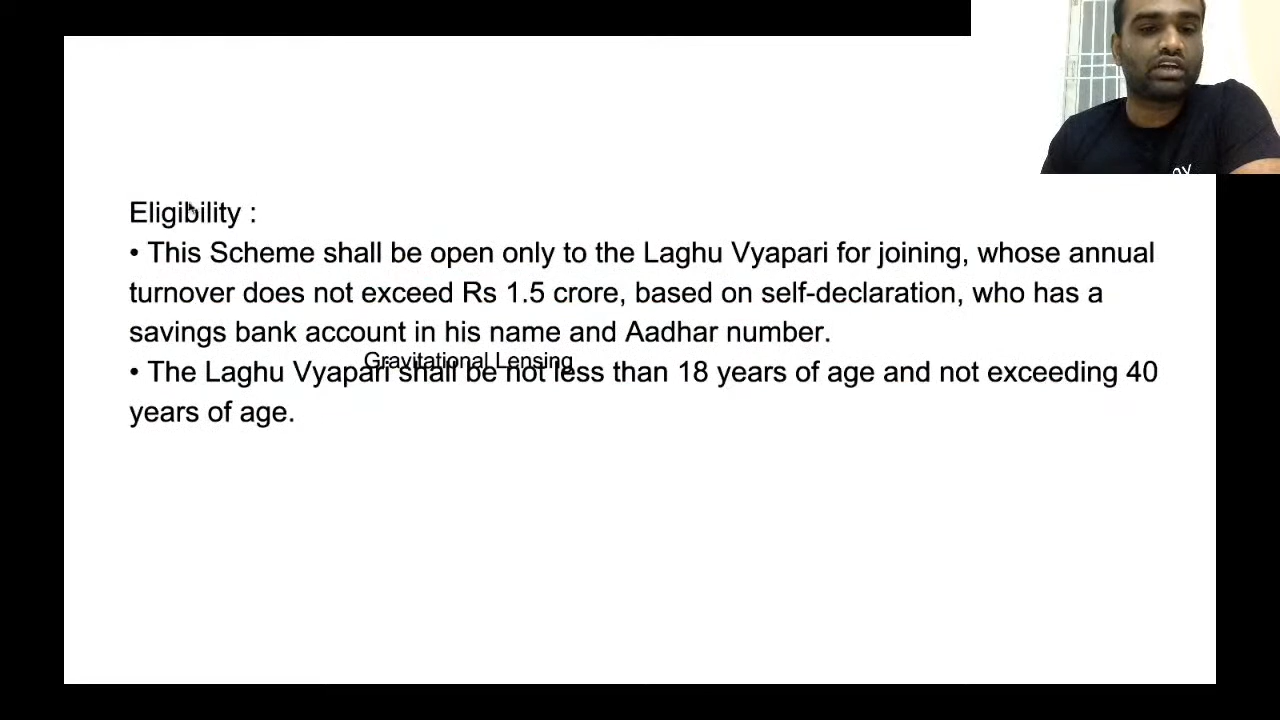 Eligibility :
• This Scheme shall be open only to the Laghu Vyapari for joining, whose annual
turnover does not exceed Rs 1.5 crore, based on self-declaration, who has a
savings bank account in his name and Aadhar number.
Gravitational Lensing
• The Laghu Vyapari shall be not less than 18 years of age and not exceeding 40
years of age.